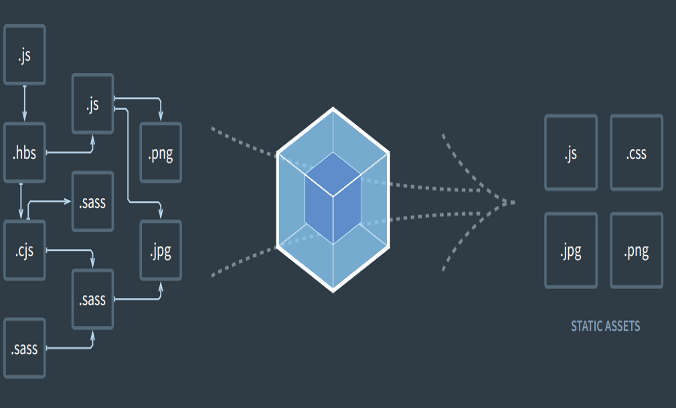 .js
.js
.hbs
.png
.sass
.cjs
.jpg
.sass
.sass
.js
.css
.jpg
.png
STATIC ASSETS